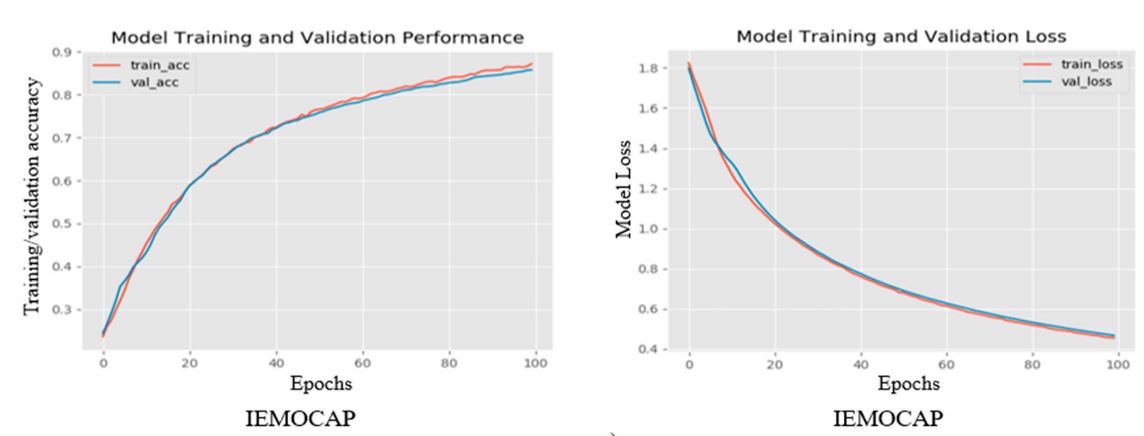 Model Training and Validation Performance
Training/validation accuracy
0.9
0.8
0.7
0.6
0.5
0.4
0.3
train_acc
val_acc
0 20 40 60 80 100
Epochs
IEMOCAP
Model Training and Validation Loss
Model Loss
1.8
1.6
1.4
1.2
1.0
0.8
0.6
0.4
train_loss
val_loss
0 20 40 60 80 100
Epochs
IEMOCAP